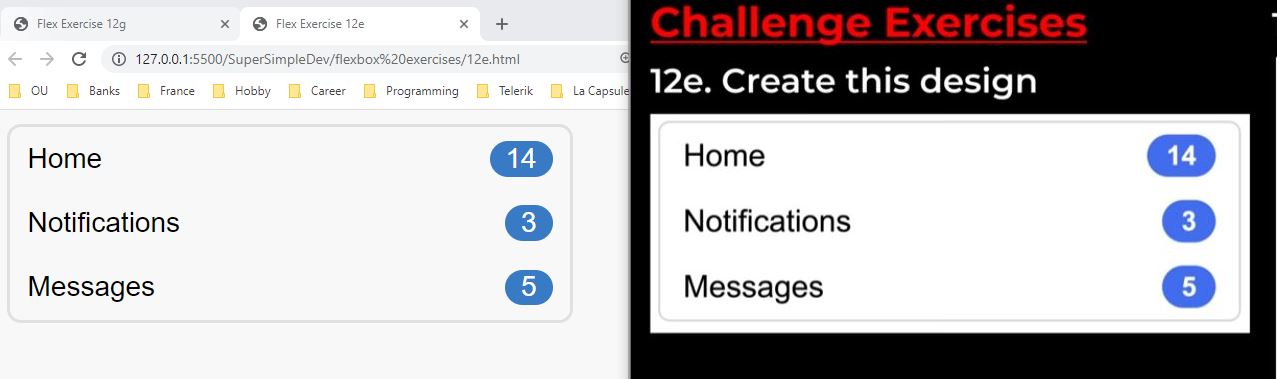 Flex Exercise 12g
Flex Exercise 12e
127.0.0.1:5500/SuperSimpleDev/flexbox%20exercises/12e.html
OU Banks France Hobby Career Programming Telerik La Capsule
Home 14
Notifications 3
Messages 5
Challenge Exercises
12e. Create this design
Home 14
Notifications 3
Messages 5